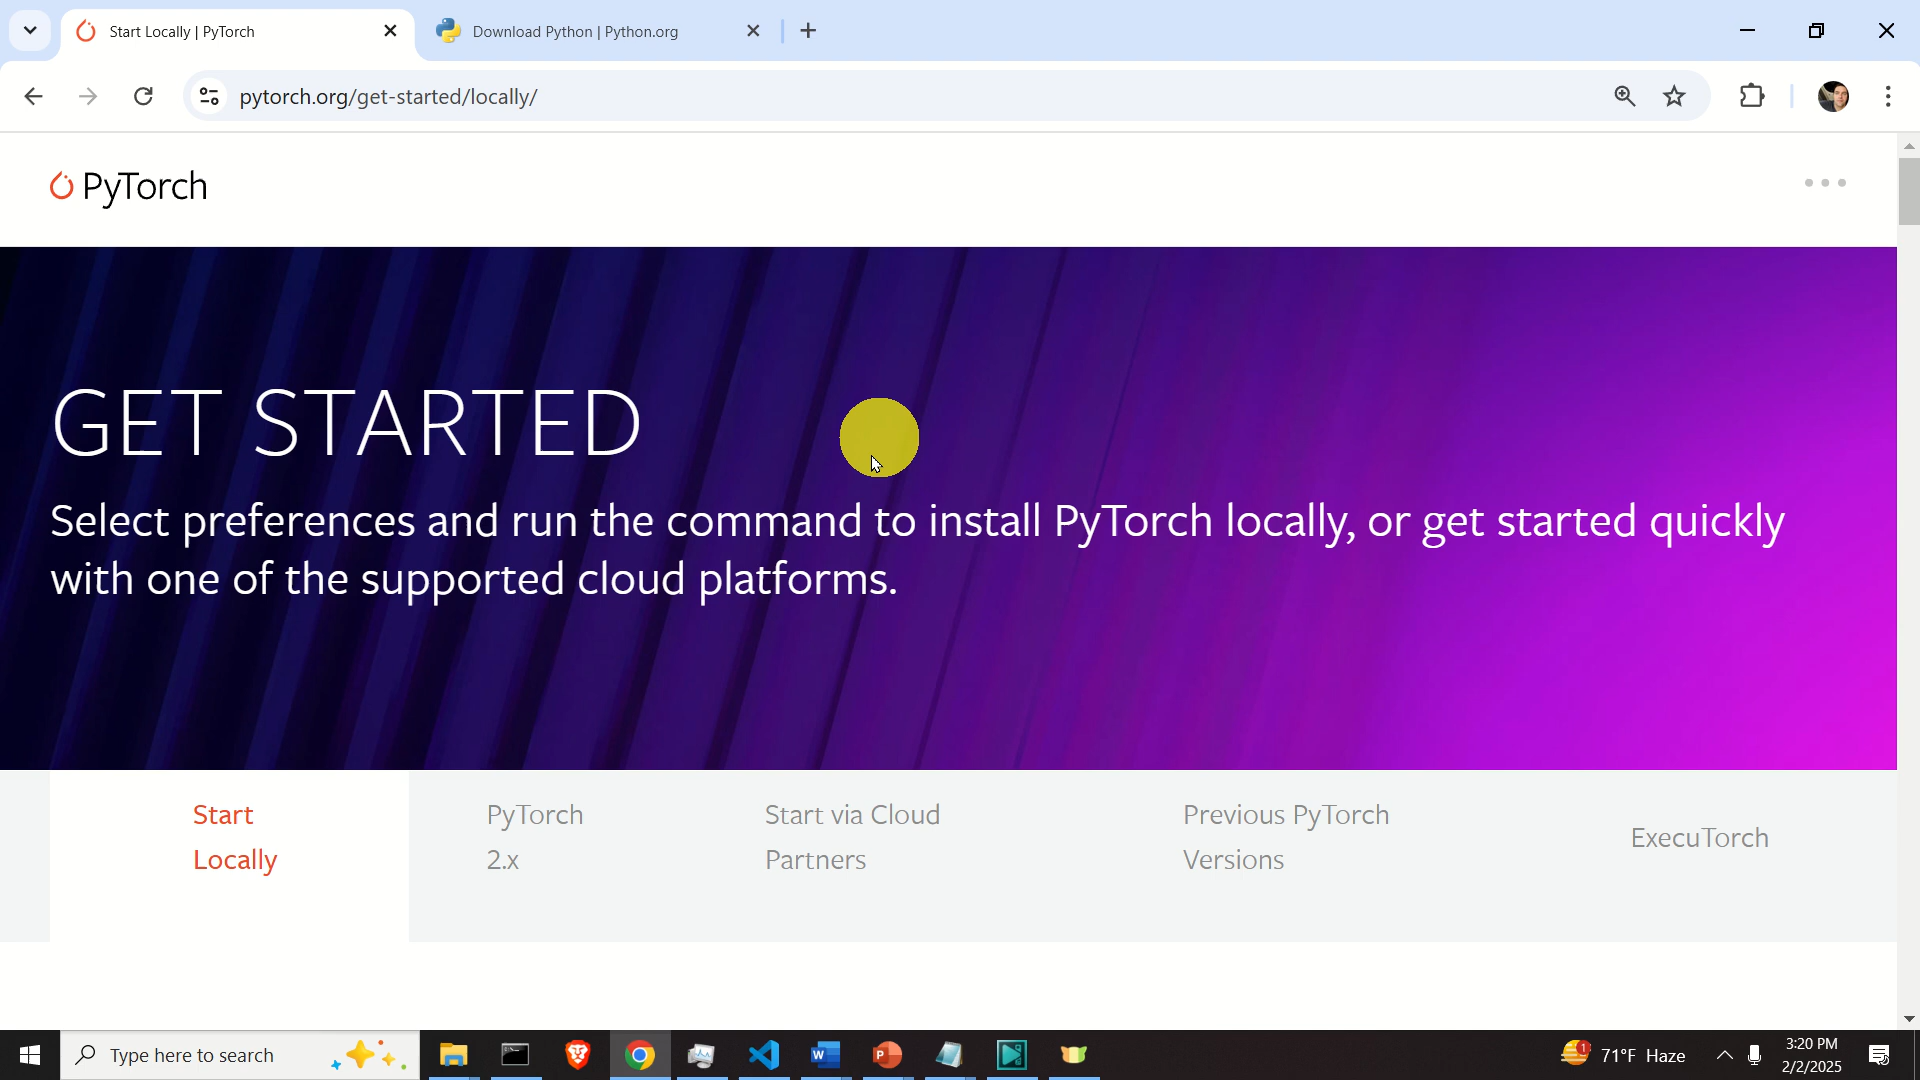 Start Locally | PyTorch
Download Python | Python.org
pytorch.org/get-started/locally/
PyTorch
GET STARTED
Select preferences and run the command to install PyTorch locally, or get started quickly
with one of the supported cloud platforms.
Start
Locally
PyTorch
2.x
Start via Cloud
Partners
Previous PyTorch
Versions
ExecuTorch
Type here to search
W
P
1
71°F Haze
3:20 PM
2/2/2025